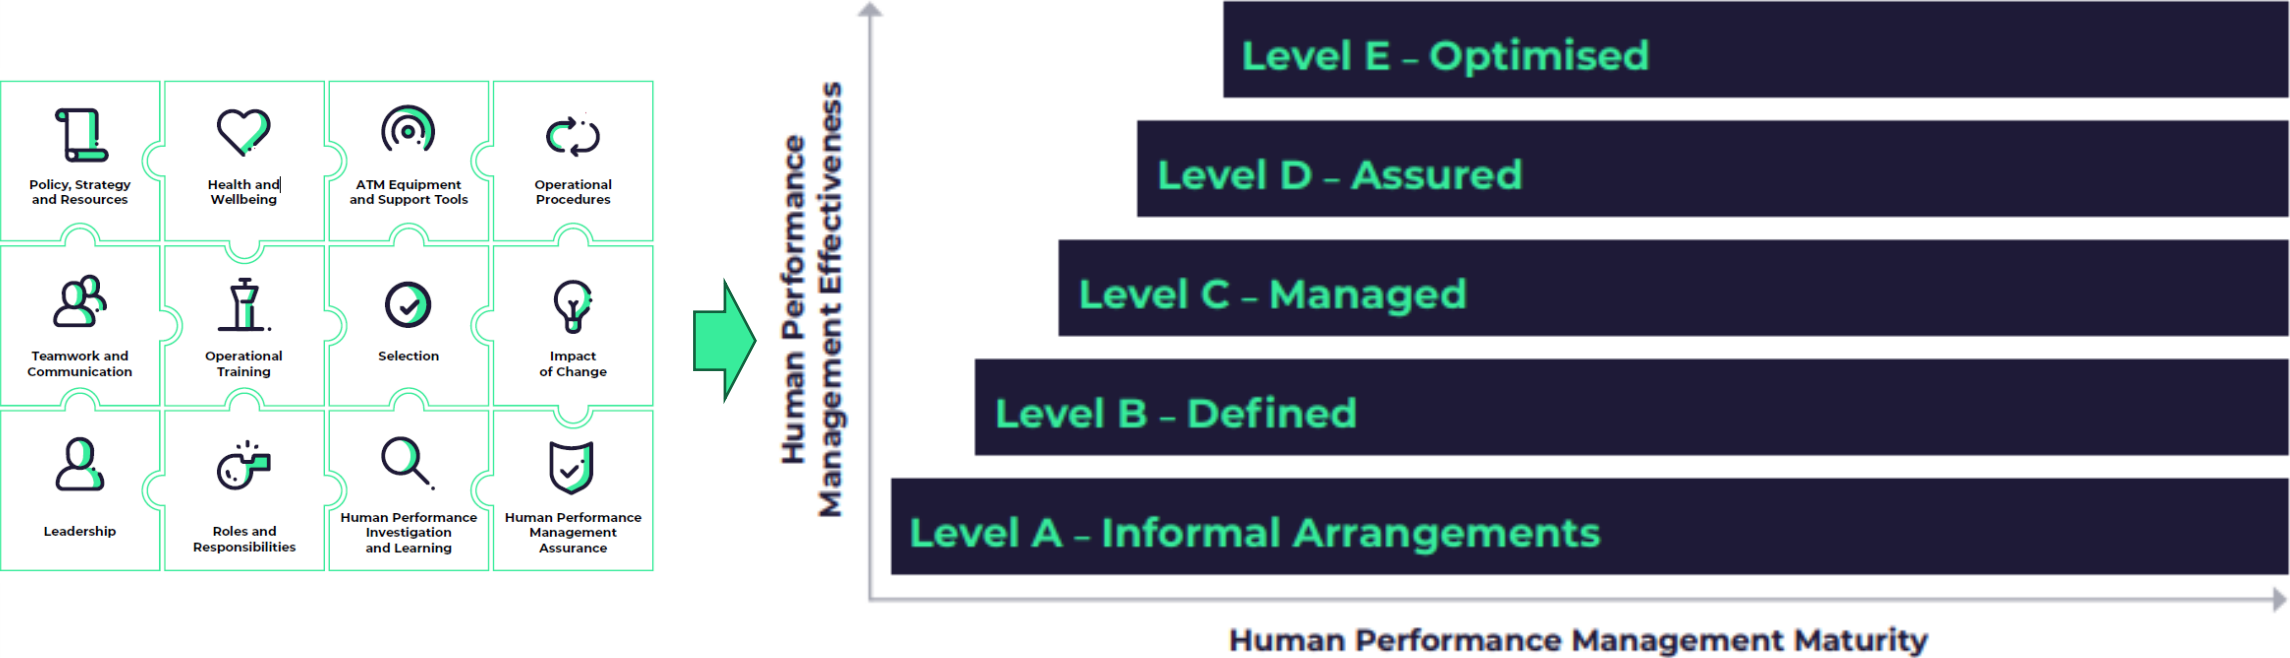 Policy, Strategy
and Resources
Health and
Wellbeing
ATM Equipment
and Support Tools
Operational
Procedures
Teamwork and
Communication
Operational
Training
Selection
Impact
of Change
Leadership
Roles and
Responsibilities
Human Performance
Investigation
and Learning
Human Performance
Management
Assurance
Human Performance
Management Effectiveness
Level E – Optimised
Level D – Assured
Level C – Managed
Level B – Defined
Level A – Informal Arrangements
Human Performance Management Maturity